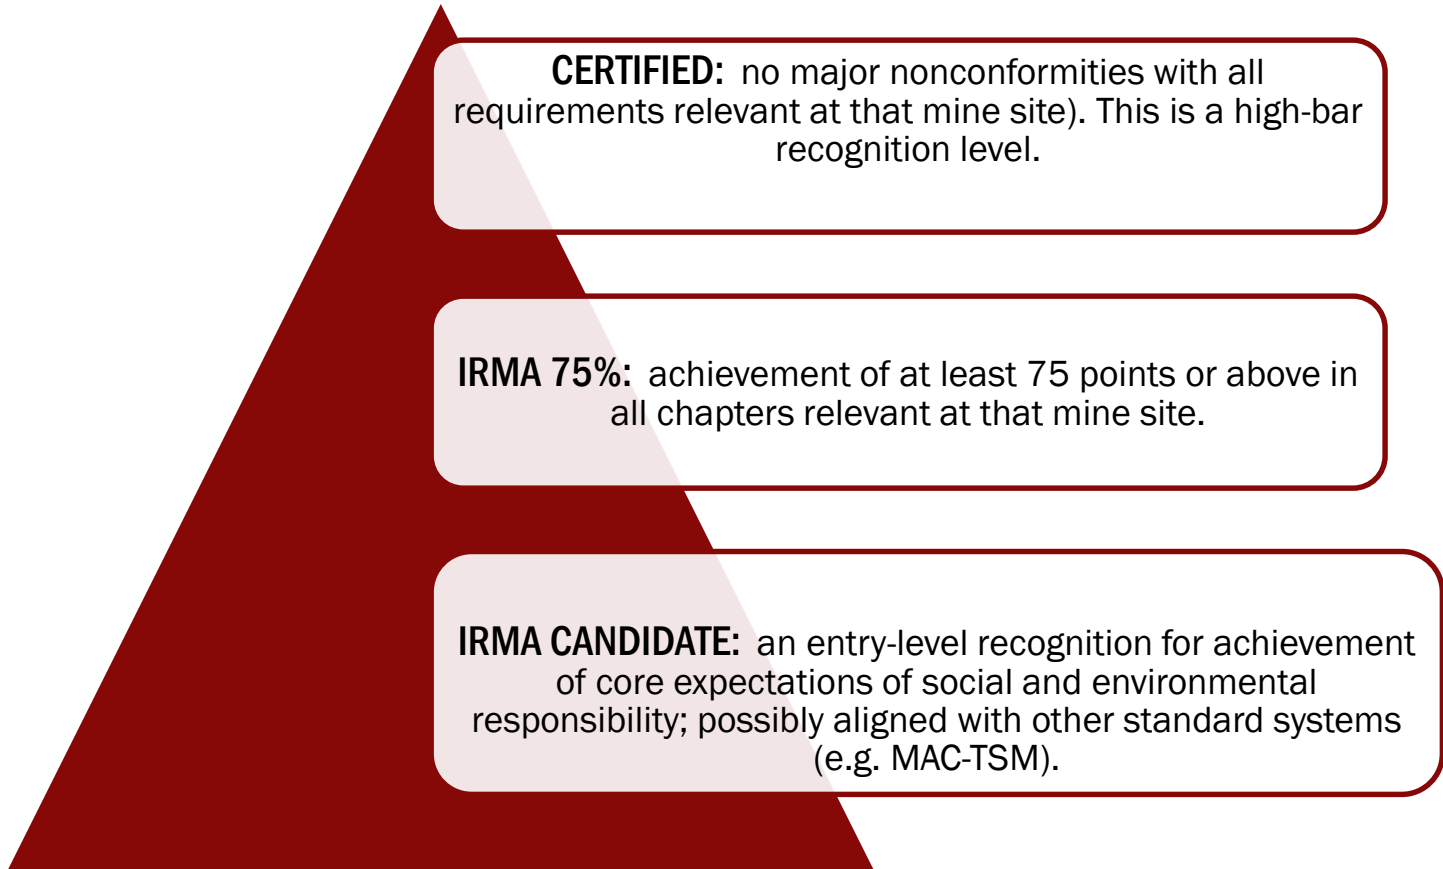 CERTIFIED: no major nonconformities with all
requirements relevant at that mine site). This is a high-bar
recognition level.
IRMA 75%: achievement of at least 75 points or above in
all chapters relevant at that mine site.
IRMA CANDIDATE: an entry-level recognition for achievement
of core expectations of social and environmental
responsibility; possibly aligned with other standard systems
(e.g. MAC-TSM).